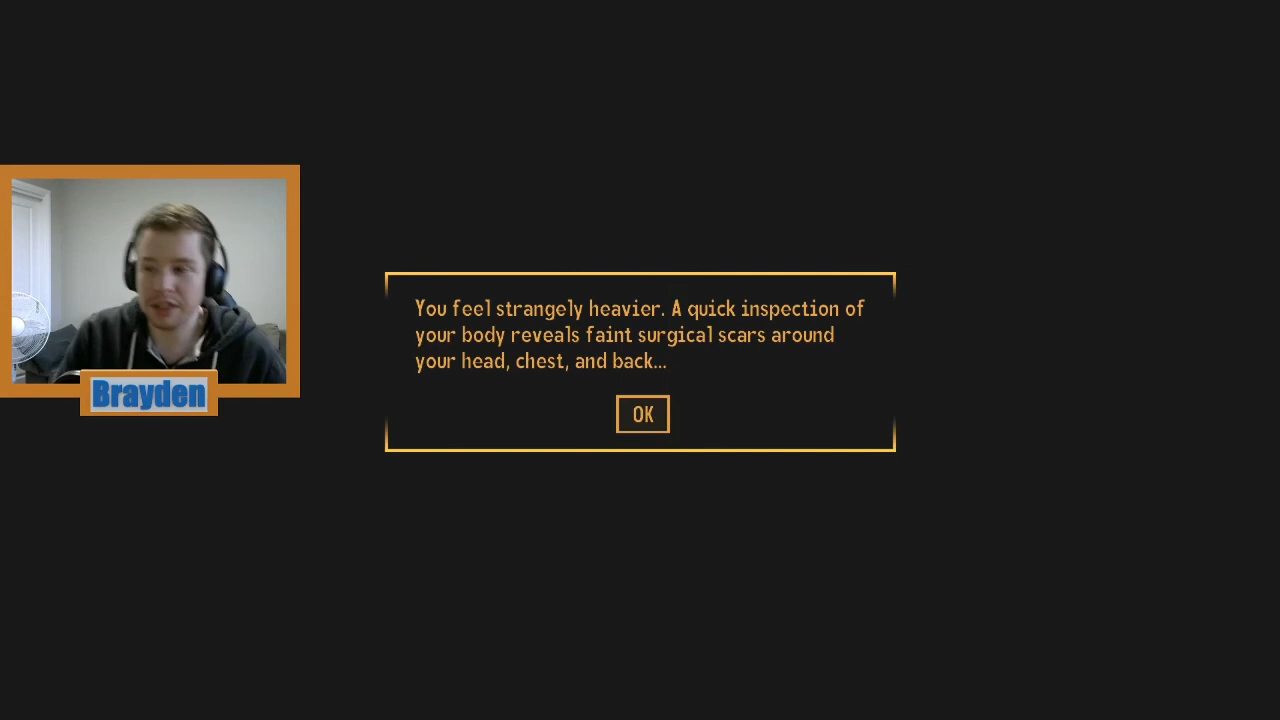 You feel strangely heavier. A quick inspection of
your body reveals faint surgical scars around
your head, chest, and back...
Brayden
OK